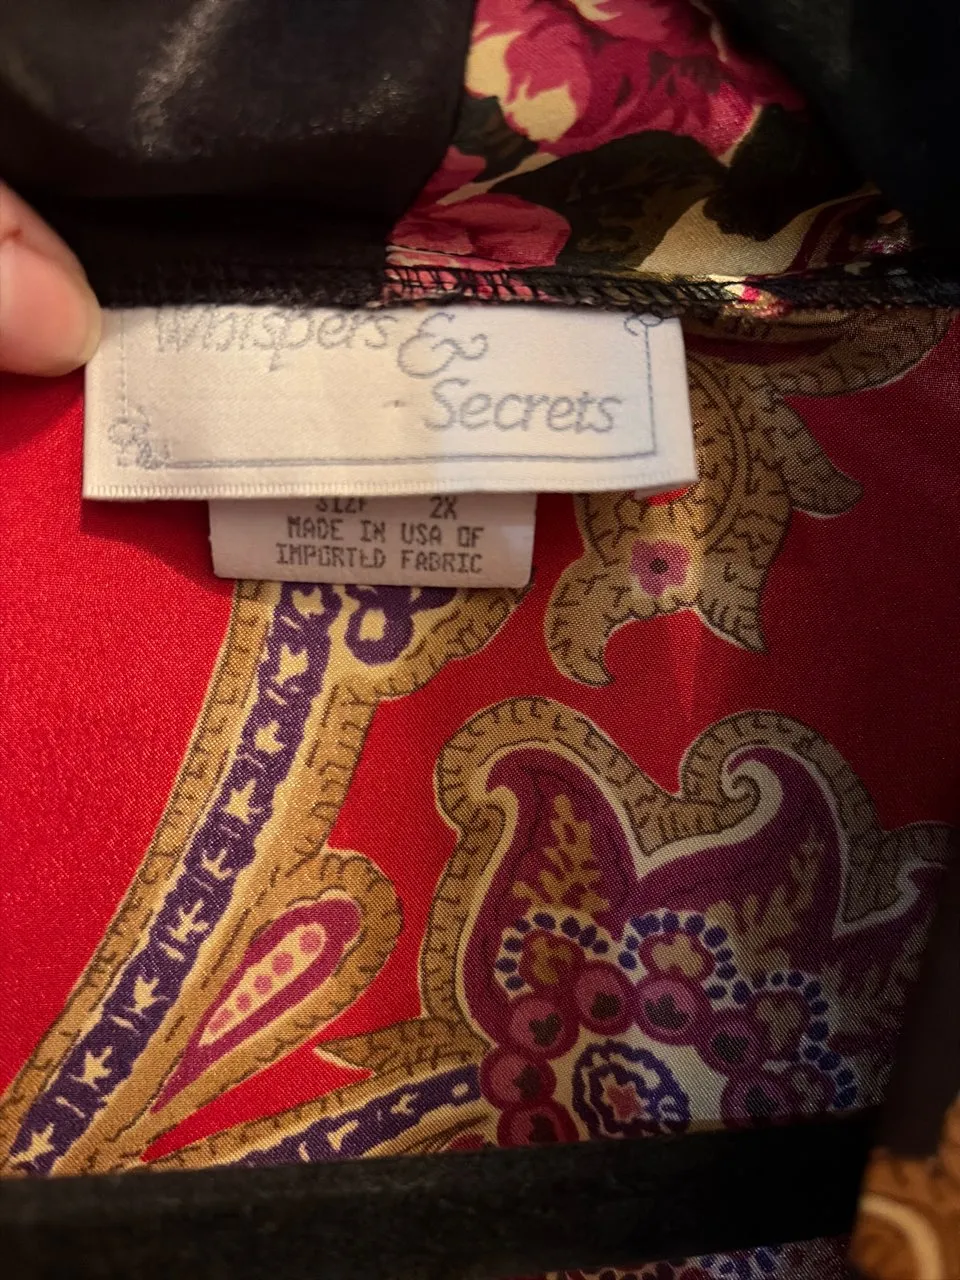 Whispers &
Secrets
SIZE 2X
MADE IN USA OF
IMPORTED FABRIC